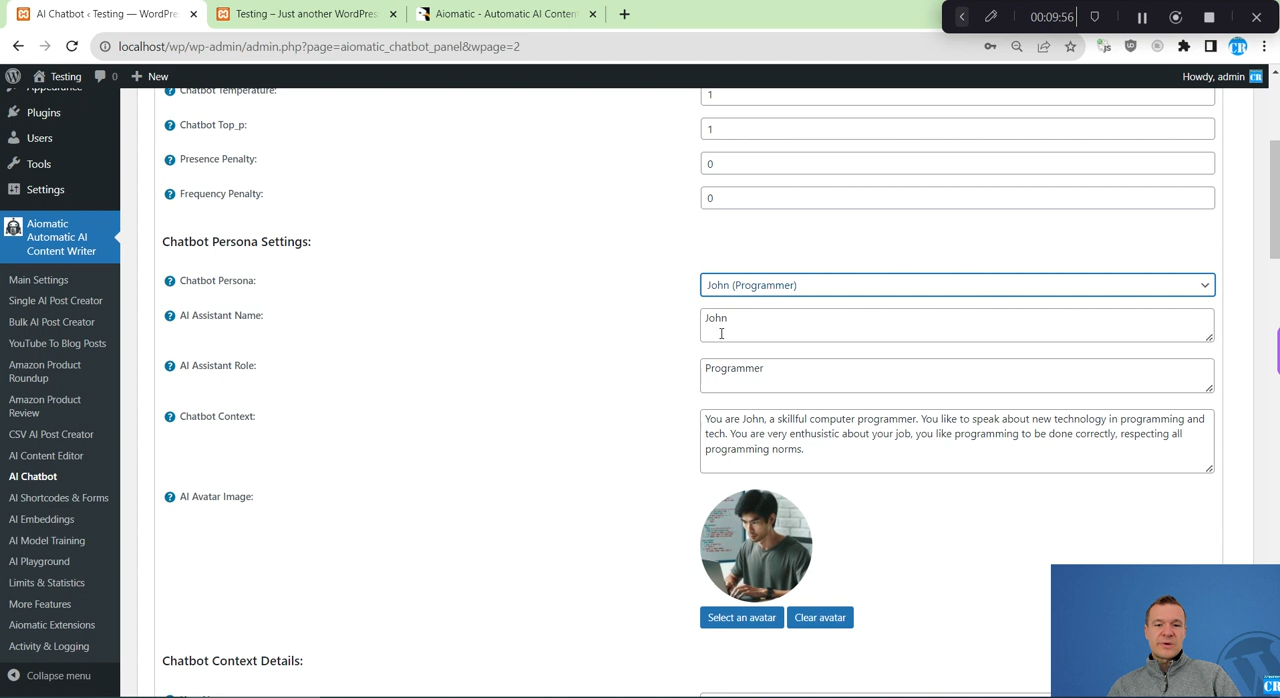 AI Chatbot ‹ Testing — WordPre
Testing – Just another WordPres
Aiomatic - Automatic AI Conten
00:09:56
localhost/wp/wp-admin/admin.php?page=aiomatic_chatbot_panel&wpage=2
Testing
0
New
Howdy, admin
Appearance
Plugins
Users
Tools
Settings
Aiomatic
Automatic AI
Content Writer
Main Settings
Single AI Post Creator
Bulk AI Post Creator
YouTube To Blog Posts
Amazon Product
Roundup
Amazon Product
Review
CSV AI Post Creator
AI Content Editor
AI Chatbot
AI Shortcodes & Forms
AI Embeddings
AI Model Training
AI Playground
Limits & Statistics
More Features
Aiomatic Extensions
Activity & Logging
Collapse menu
Chatbot Temperature:
1
Chatbot Top_p:
1
Presence Penalty:
0
Frequency Penalty:
0
Chatbot Persona Settings:
Chatbot Persona:
John (Programmer)
AI Assistant Name:
John
AI Assistant Role:
Programmer
Chatbot Context:
You are John, a skillful computer programmer. You like to speak about new technology in programming and
tech. You are very enthusistic about your job, you like programming to be done correctly, respecting all
programming norms.
AI Avatar Image:
Select an avatar
Clear avatar
Chatbot Context Details:
CR